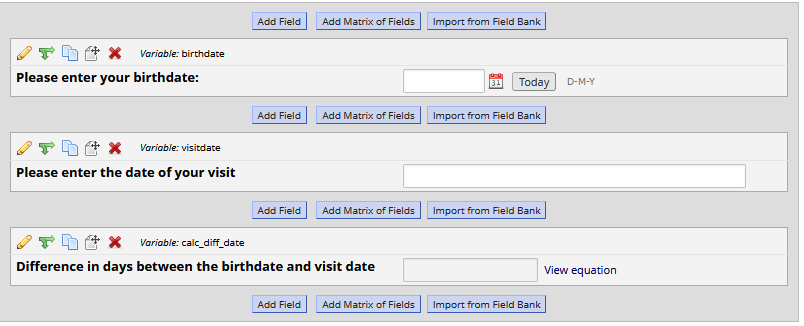 Add Field Add Matrix of Fields Import from Field Bank
Variable: birthdate
Please enter your birthdate: 31 Today D-M-Y
Add Field Add Matrix of Fields Import from Field Bank
Variable: visitdate
Please enter the date of your visit
Add Field Add Matrix of Fields Import from Field Bank
Variable: calc_diff_date
Difference in days between the birthdate and visit date View equation
Add Field Add Matrix of Fields Import from Field Bank